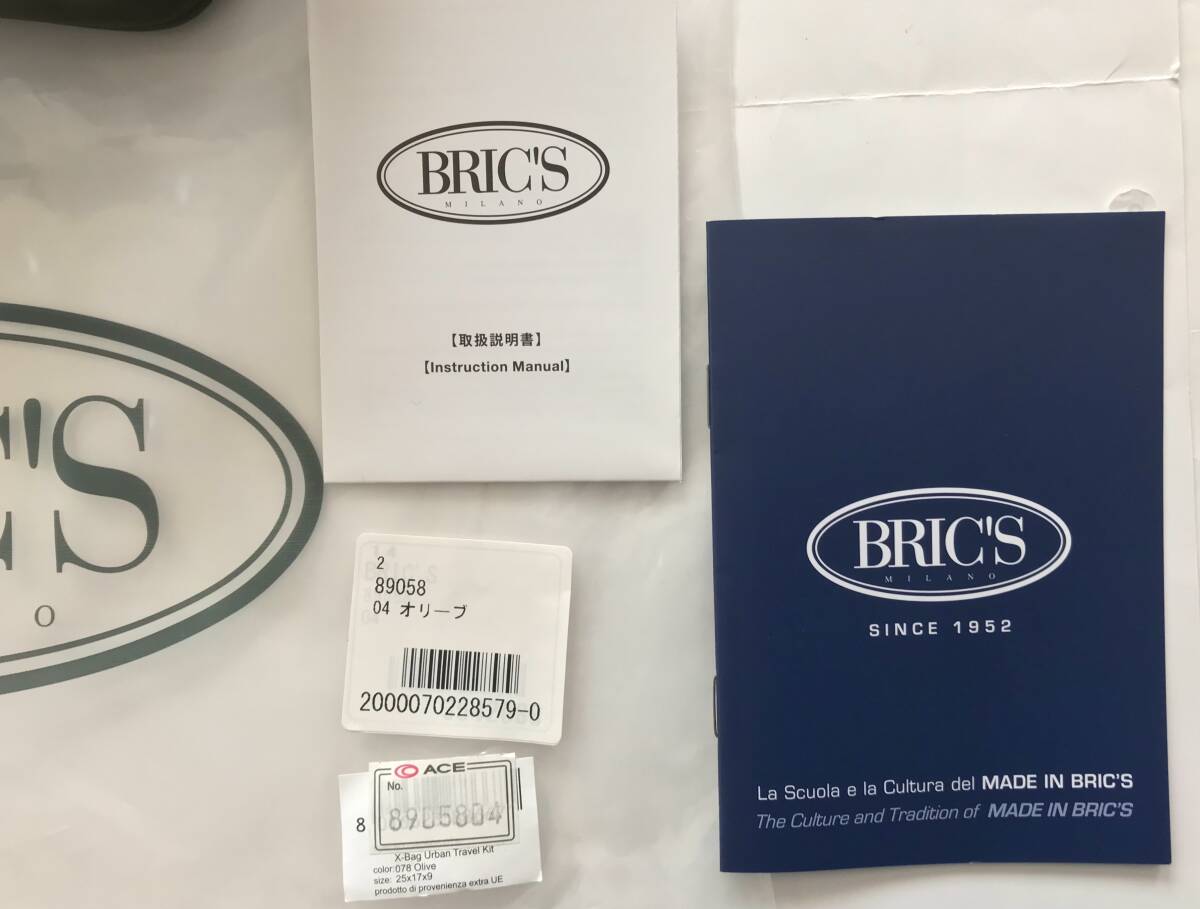 BRIC'S
MILANO
【取扱説明書】
【Instruction Manual】
C'S
O
2
89058
04 オリーブ
2000070228579-0
ACE
No.
8905804
8
X-Bag Urban Travel Kit
color:078 Olive
size: 25x17x9
prodotto di provenienza extra UE
BRIC'S
MILANO
SINCE 1952
La Scuola e la Cultura del MADE IN BRIC'S
The Culture and Tradition of MADE IN BRIC'S